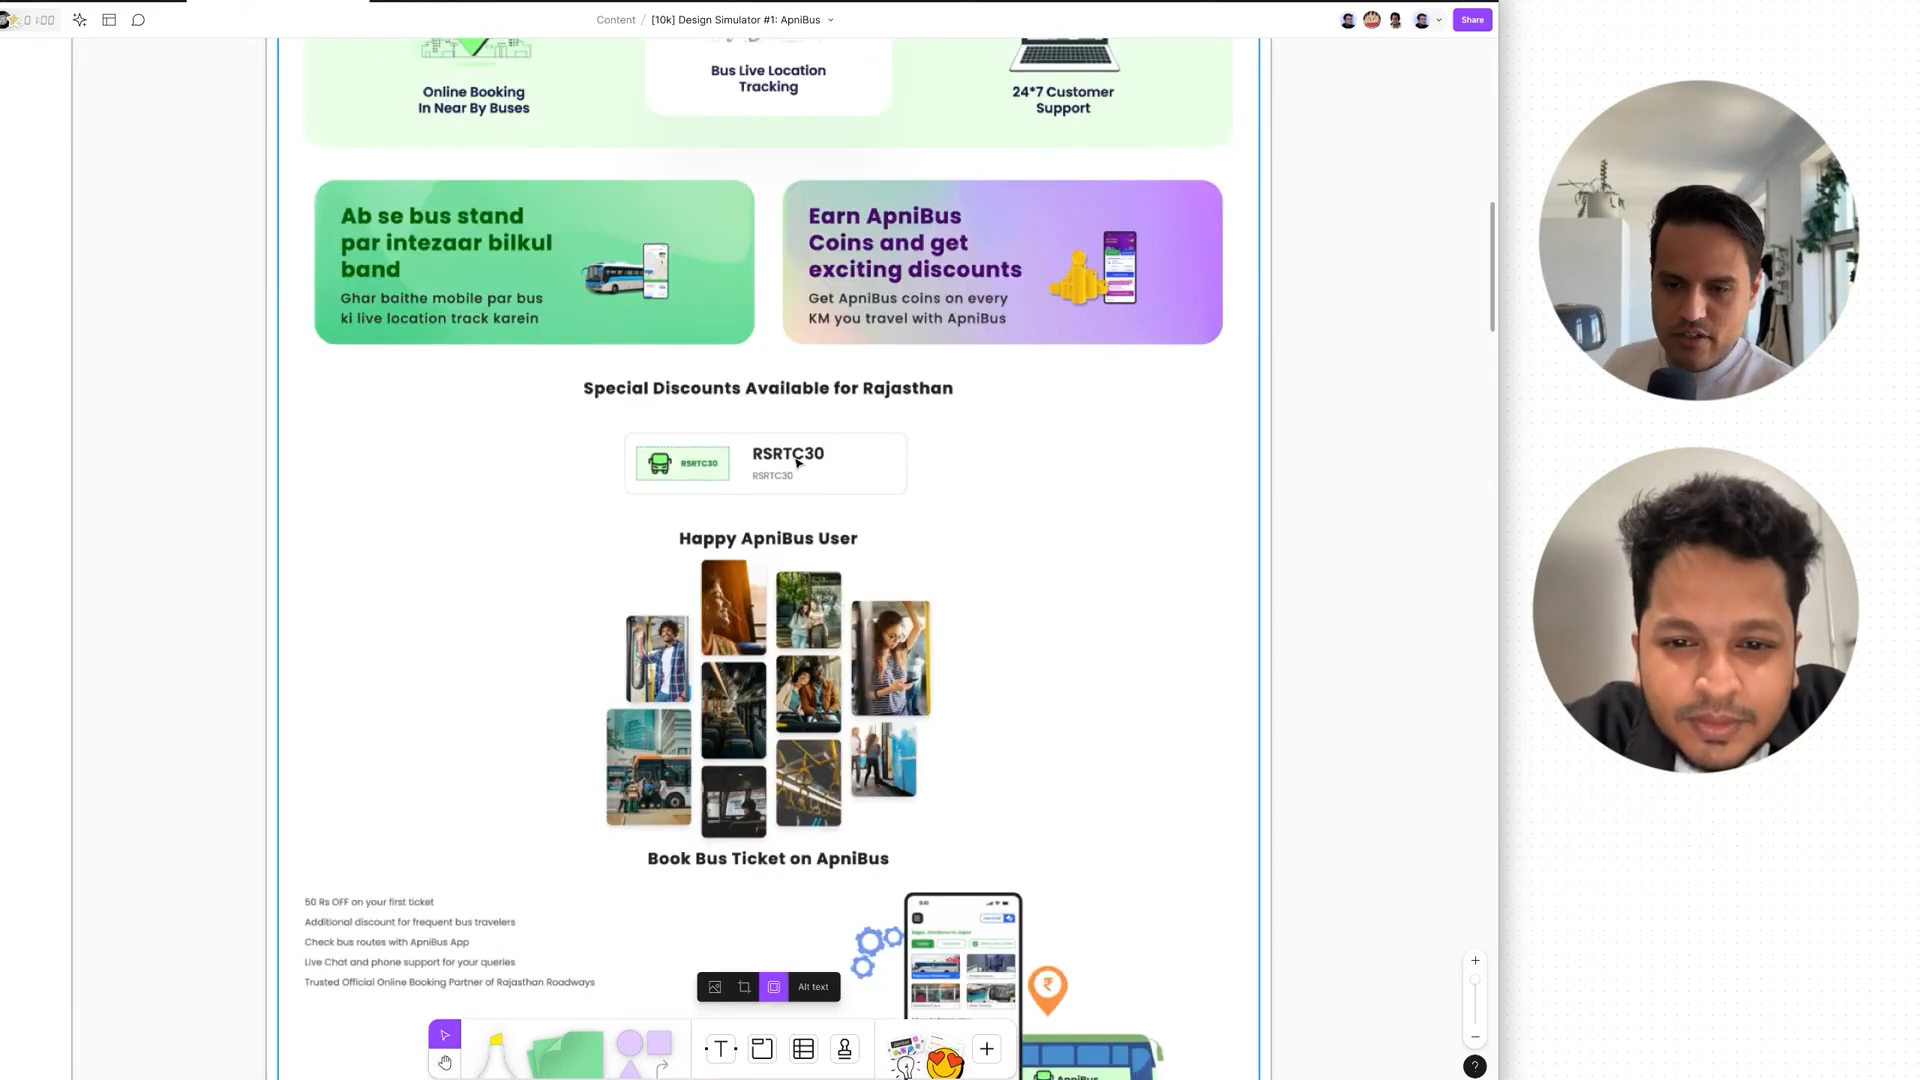 01:00
Content / [10k] Design Simulator #1: ApniBus
Share
Online Booking
In Near By Buses
Bus Live Location
Tracking
24*7 Customer
Support
Ab se bus stand
par intezaar bilkul
band
Ghar baithe mobile par bus
ki live location track karein
Earn ApniBus
Coins and get
exciting discounts
Get ApniBus coins on every
KM you travel with ApniBus
Special Discounts Available for Rajasthan
RSRTC30
RSRTC30
RSRTC30
Happy ApniBus User
Book Bus Ticket on ApniBus
50 Rs OFF on your first ticket
Additional discount for frequent bus travelers
Check bus routes with ApniBus App
Live Chat and phone support for your queries
Trusted Official Online Booking Partner of Rajasthan Roadways
9:41
₹
Alt text
T
ApniBus
?